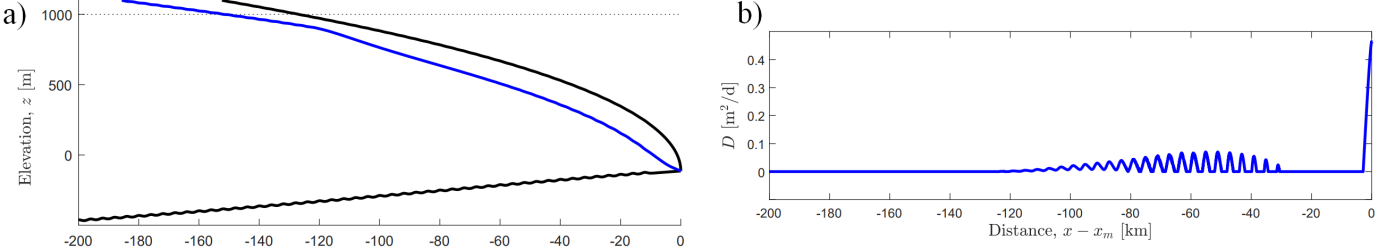 a)
1000
500
0
Elevation, z [m]
-200 -180 -160 -140 -120 -100 -80 -60 -40 -20 0
b)
0.4
0.3
0.2
0.1
0
D [m²/d]
-200 -180 -160 -140 -120 -100 -80 -60 -40 -20 0
Distance, x − xₘ [km]